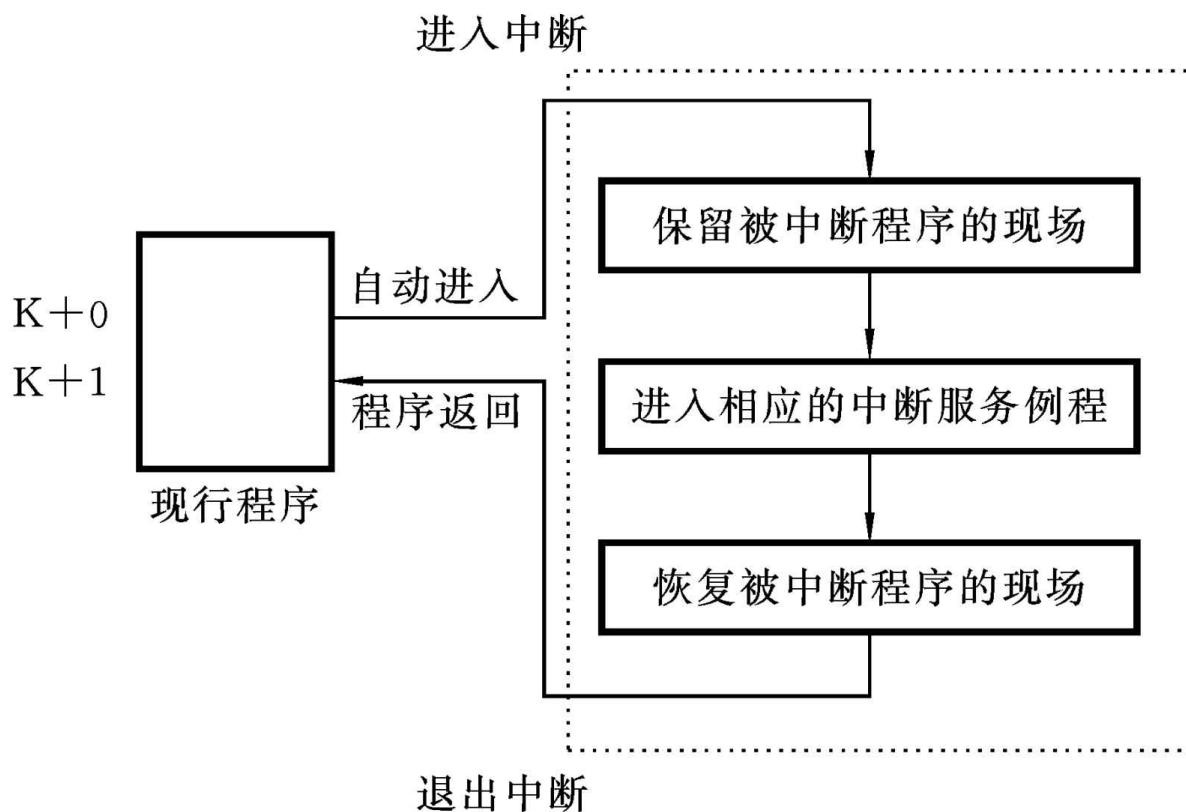 进入中断
保留被中断程序的现场
自动进入
K+0
K+1
程序返回
进入相应的中断服务例程
现行程序
恢复被中断程序的现场
退出中断